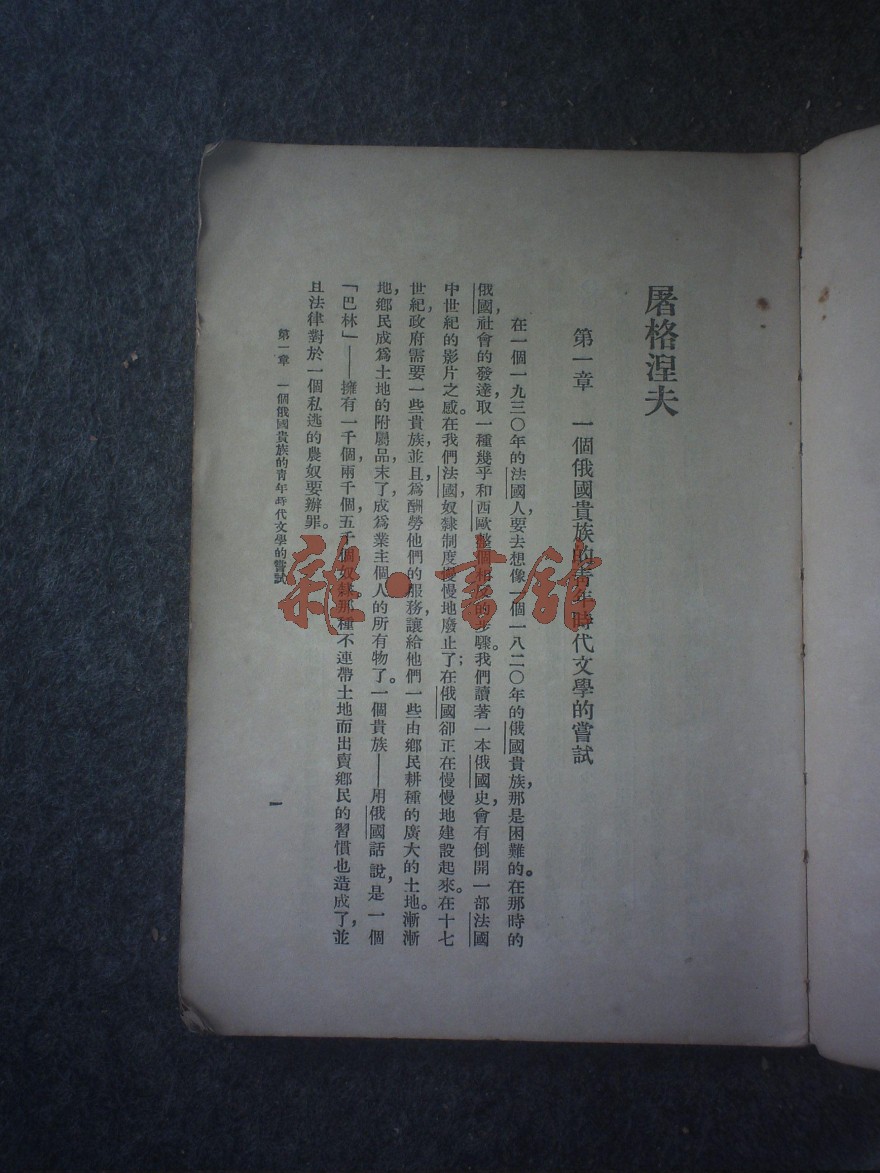 屠格涅夫
第一章　一個俄國貴族的青年時代文學的嘗試
在一個一九三〇年的法國人，要去想像一個一八二〇年的俄國貴族，那是困難的。在那時的
俄國，社會的發達取一種幾乎和西歐整個相反的步驟。我們讀著一本俄國史，會有倒開一部法國
中世紀的影片之感。在我們法國，奴隸制度慢慢地廢止了；在俄國卻正在慢慢地建設起來。在十七
世紀，政府需要一些貴族，並且，爲酬勞他們的服務，讓給他們一些由鄉民耕種的廣大的土地。漸漸
地，鄉民成爲土地的附屬品，末了，成爲業主個人的所有物了。一個貴族——用俄國話說，是一個
「巴林」——擁有一千個，兩千個，五千個奴隸。那種不連帶土地而出賣鄉民的習慣也造成了，並
且法律對於一個私逃的農奴要辦罪。
第一章　一個俄國貴族的青年時代文學的嘗試
一
雜·書館